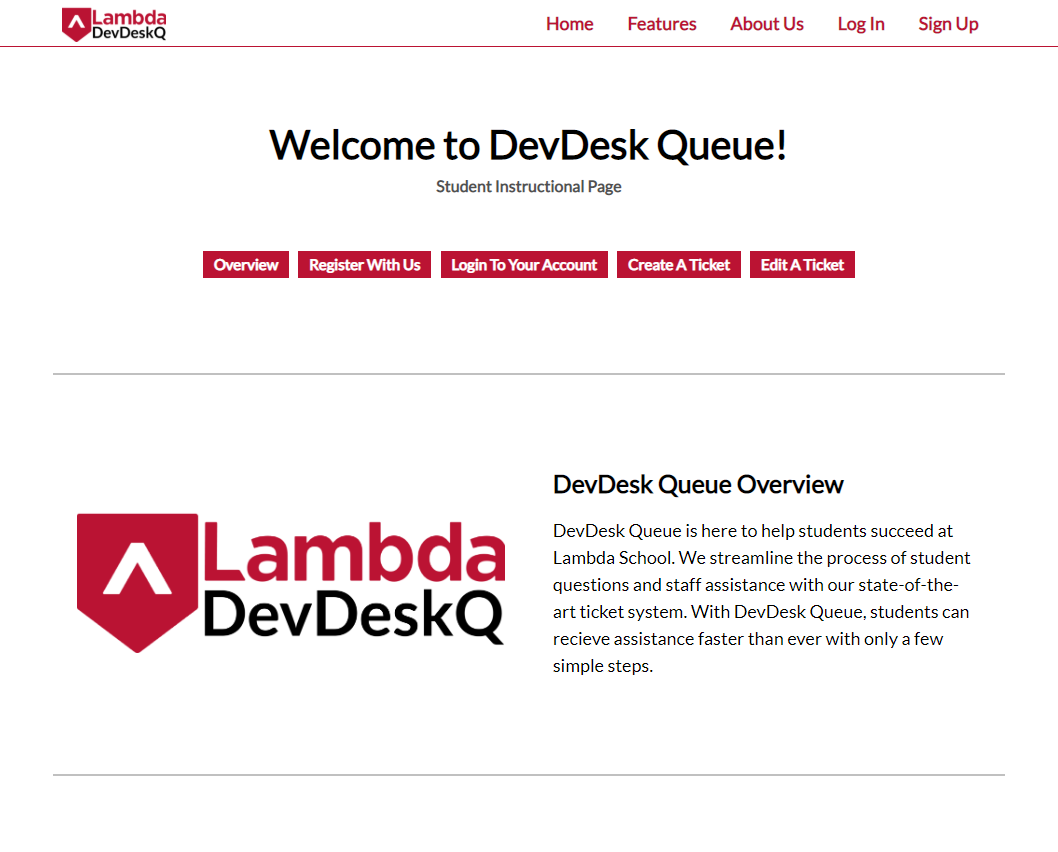 Lambda
DevDeskQ
Home Features About Us Log In Sign Up
Welcome to DevDesk Queue!
Student Instructional Page
Overview Register With Us Login To Your Account Create A Ticket Edit A Ticket
Lambda
DevDeskQ
DevDesk Queue Overview
DevDesk Queue is here to help students succeed at
Lambda School. We streamline the process of student
questions and staff assistance with our state-of-the-
art ticket system. With DevDesk Queue, students can
recieve assistance faster than ever with only a few
simple steps.